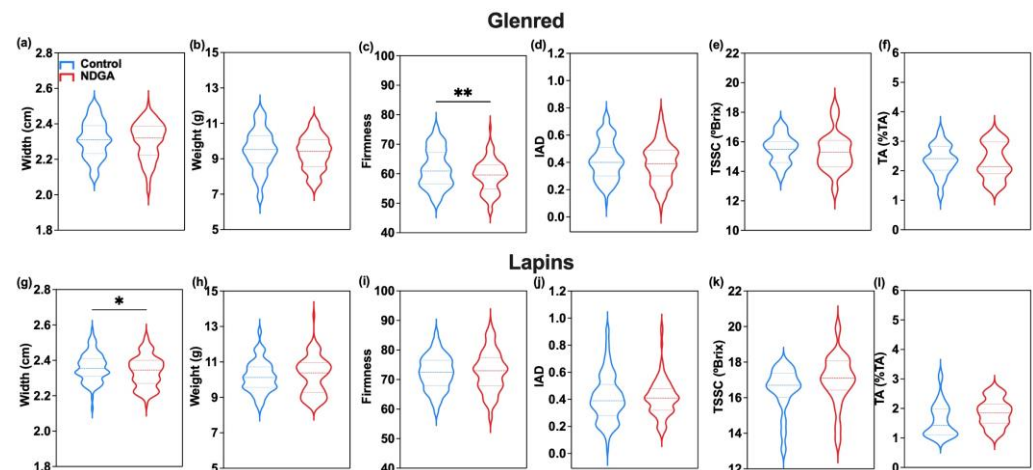 Glenred
(a)
2.8
2.6
2.4
2.2
2.0
1.8
Width (cm)
Control
NDGA
(b)
15
13
11
9
7
5
Weight (g)
(c)
100
90
80
70
60
50
40
Firmness
**
(d)
1.2
1.0
0.8
0.6
0.4
0.2
0.0
IAD
(e)
22
20
18
16
14
12
10
TSSC (ºBrix)
(f)
6
5
4
3
2
1
0
TA (%TA)
Lapins
(g)
2.8
2.6
2.4
2.2
2.0
1.8
Width (cm)
*
(h)
15
13
11
9
7
5
Weight (g)
(i)
100
90
80
70
60
50
40
Firmness
(j)
1.2
1.0
0.8
0.6
0.4
0.2
0.0
IAD
(k)
22
20
18
16
14
12
TSSC (ºBrix)
(l)
6
5
4
3
2
1
0
TA (%TA)